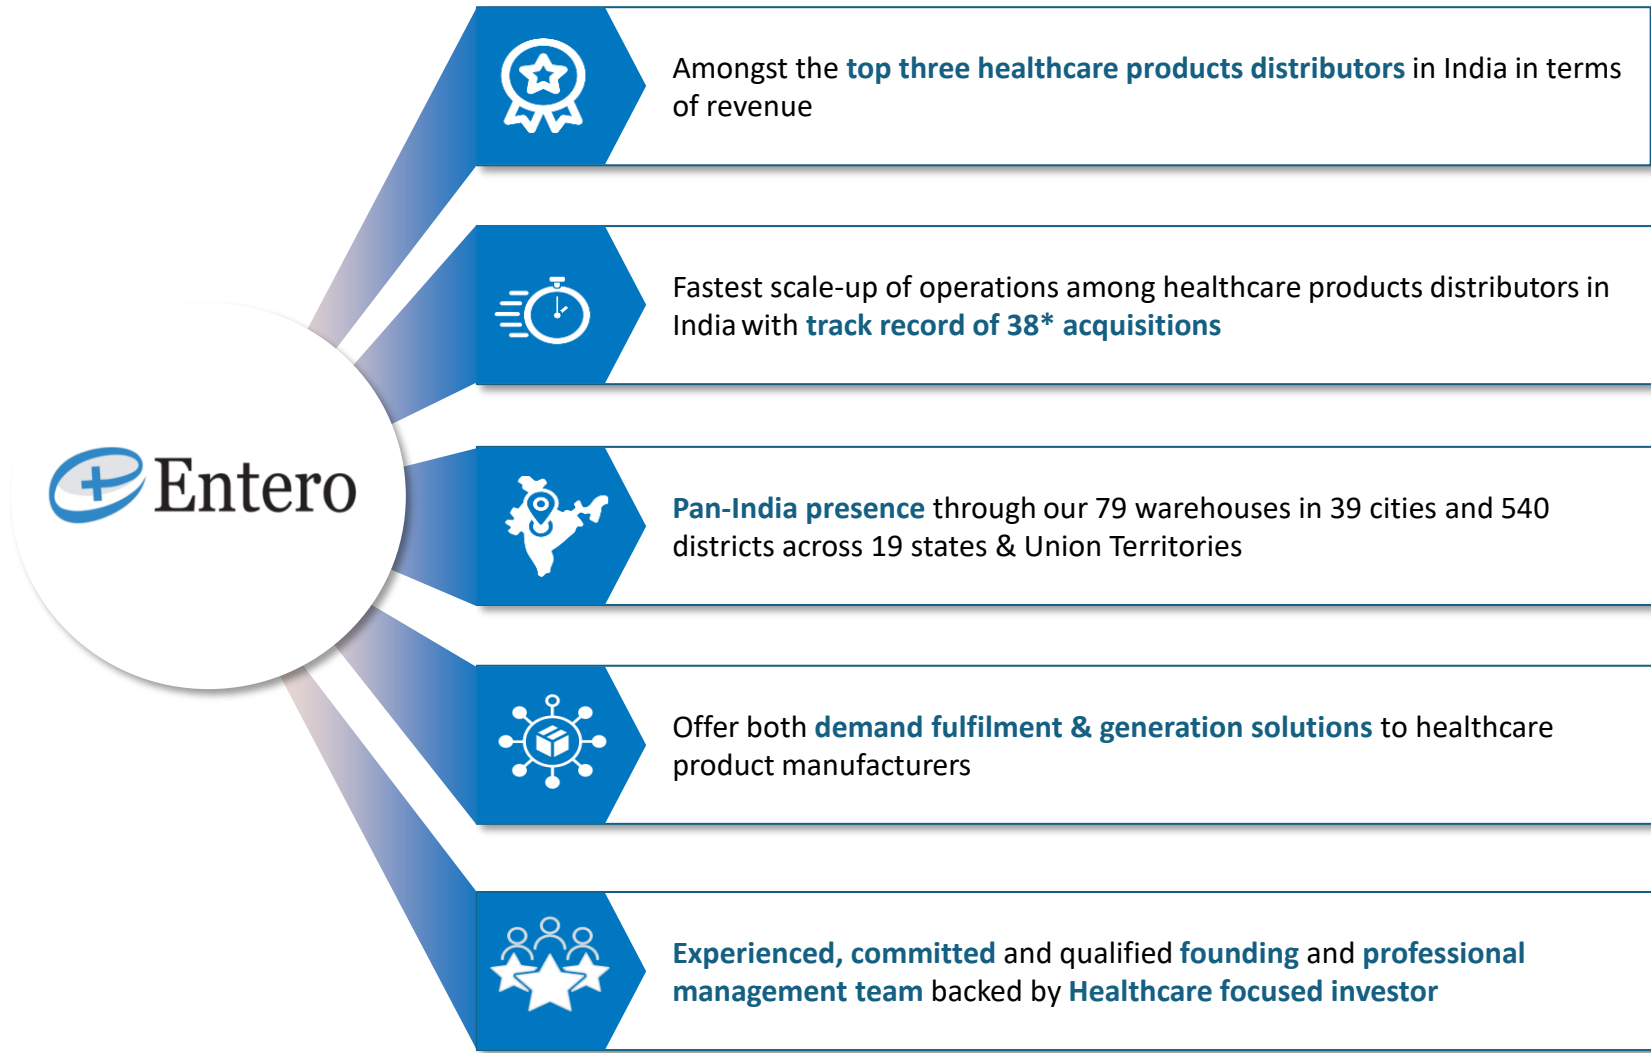 Amongst the top three healthcare products distributors in India in terms
of revenue
Fastest scale-up of operations among healthcare products distributors in
India with track record of 38* acquisitions
Entero
Pan-India presence through our 79 warehouses in 39 cities and 540
districts across 19 states & Union Territories
Offer both demand fulfilment & generation solutions to healthcare
product manufacturers
Experienced, committed and qualified founding and professional
management team backed by Healthcare focused investor